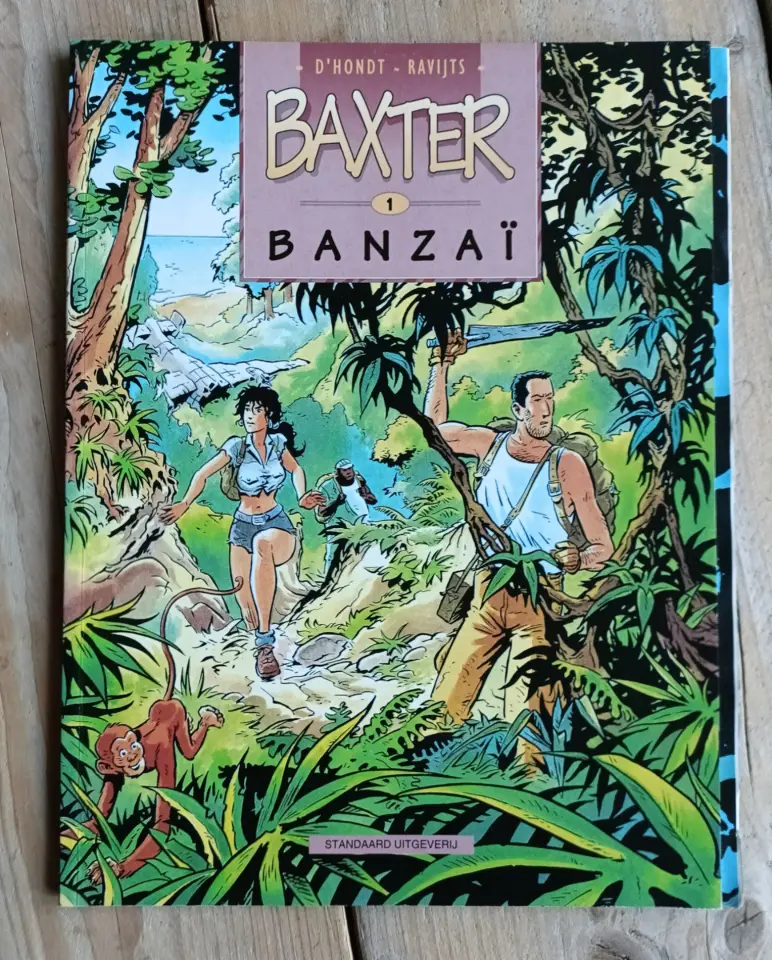 • D'HONDT - RAVIJTS •
BAXTER
1
BANZAÏ
STANDAARD UITGEVERIJ